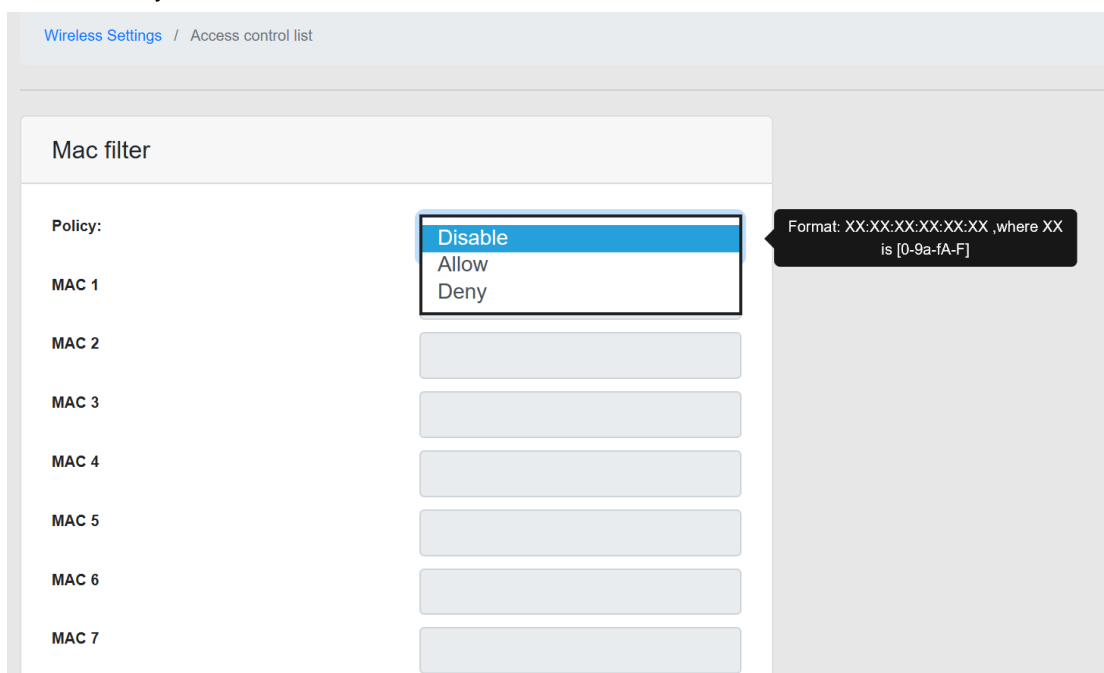 Wireless Settings / Access control list
Mac filter
Policy:
Disable
Allow
Deny
Format: XX:XX:XX:XX:XX:XX ,where XX
is [0-9a-fA-F]
MAC 1
MAC 2
MAC 3
MAC 4
MAC 5
MAC 6
MAC 7